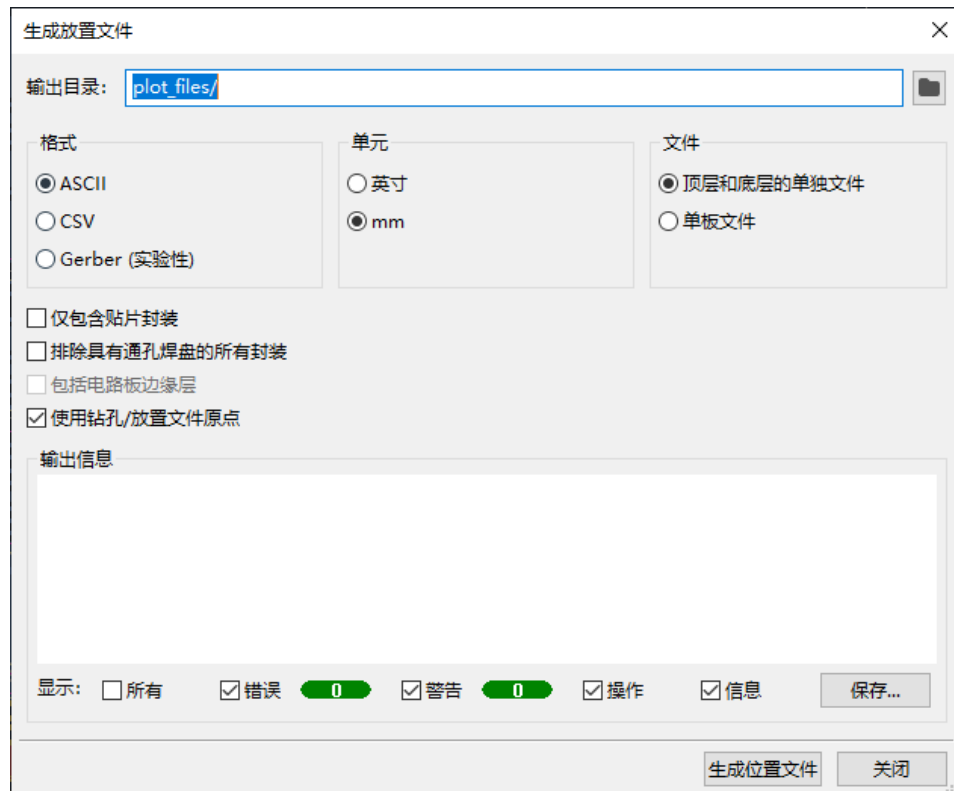 生成放置文件
输出目录: plot_files/
格式 单元 文件
ASCII 英寸 顶层和底层的单独文件
CSV mm 单板文件
Gerber (实验性)
仅包含贴片封装
排除具有通孔焊盘的所有封装
包括电路板边缘层
使用钻孔/放置文件原点
输出信息
显示: 所有 错误 0 警告 0 操作 信息 保存...
生成位置文件 关闭